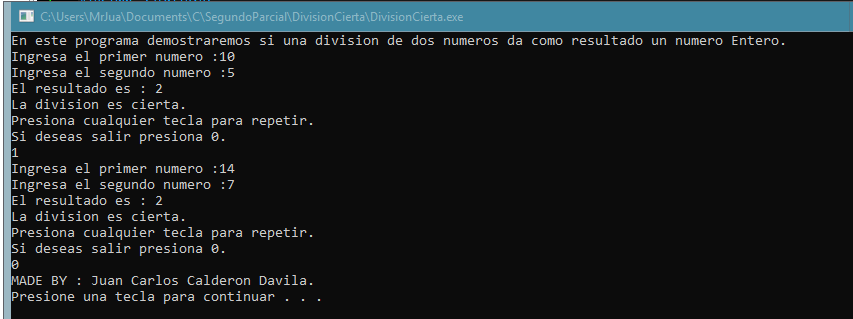 C:\Users\MrJua\Documents\C\SegundoParcial\DivisionCierta\DivisionCierta.exe
En este programa demostraremos si una division de dos numeros da como resultado un numero Entero.
Ingresa el primer numero :10
Ingresa el segundo numero :5
El resultado es : 2
La division es cierta.
Presiona cualquier tecla para repetir.
Si deseas salir presiona 0.
1
Ingresa el primer numero :14
Ingresa el segundo numero :7
El resultado es : 2
La division es cierta.
Presiona cualquier tecla para repetir.
Si deseas salir presiona 0.
0
MADE BY : Juan Carlos Calderon Davila.
Presione una tecla para continuar . . .